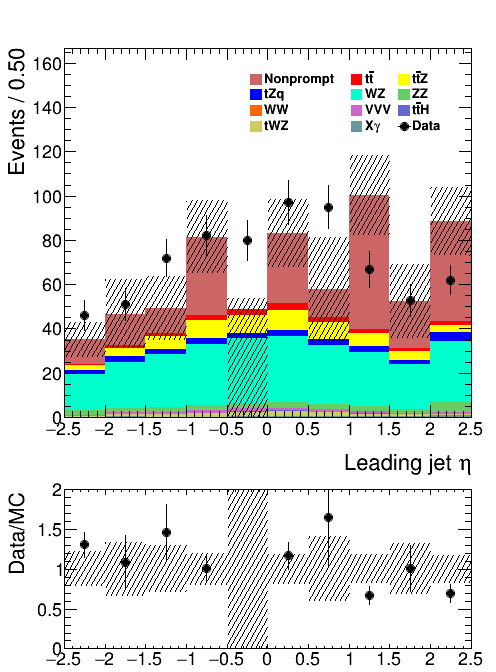 Events / 0.50
160
140
120
100
80
60
40
20
0
Nonprompt tt̄ tt̄Z
tZq WZ ZZ
WW VVV tt̄H
tWZ Xγ Data
−2.5 −2 −1.5 −1 −0.5 0 0.5 1 1.5 2 2.5
Leading jet η
Data/MC
2
1.5
1
0.5
0
−2.5 −2 −1.5 −1 −0.5 0 0.5 1 1.5 2 2.5